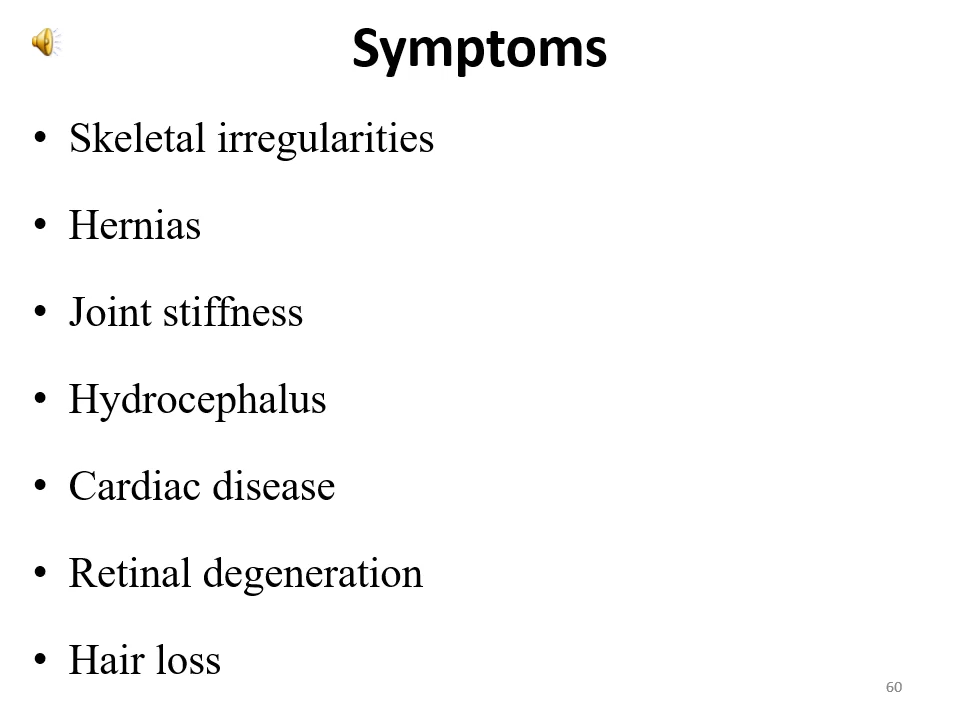 Symptoms
• Skeletal irregularities
• Hernias
• Joint stiffness
• Hydrocephalus
• Cardiac disease
• Retinal degeneration
• Hair loss
60